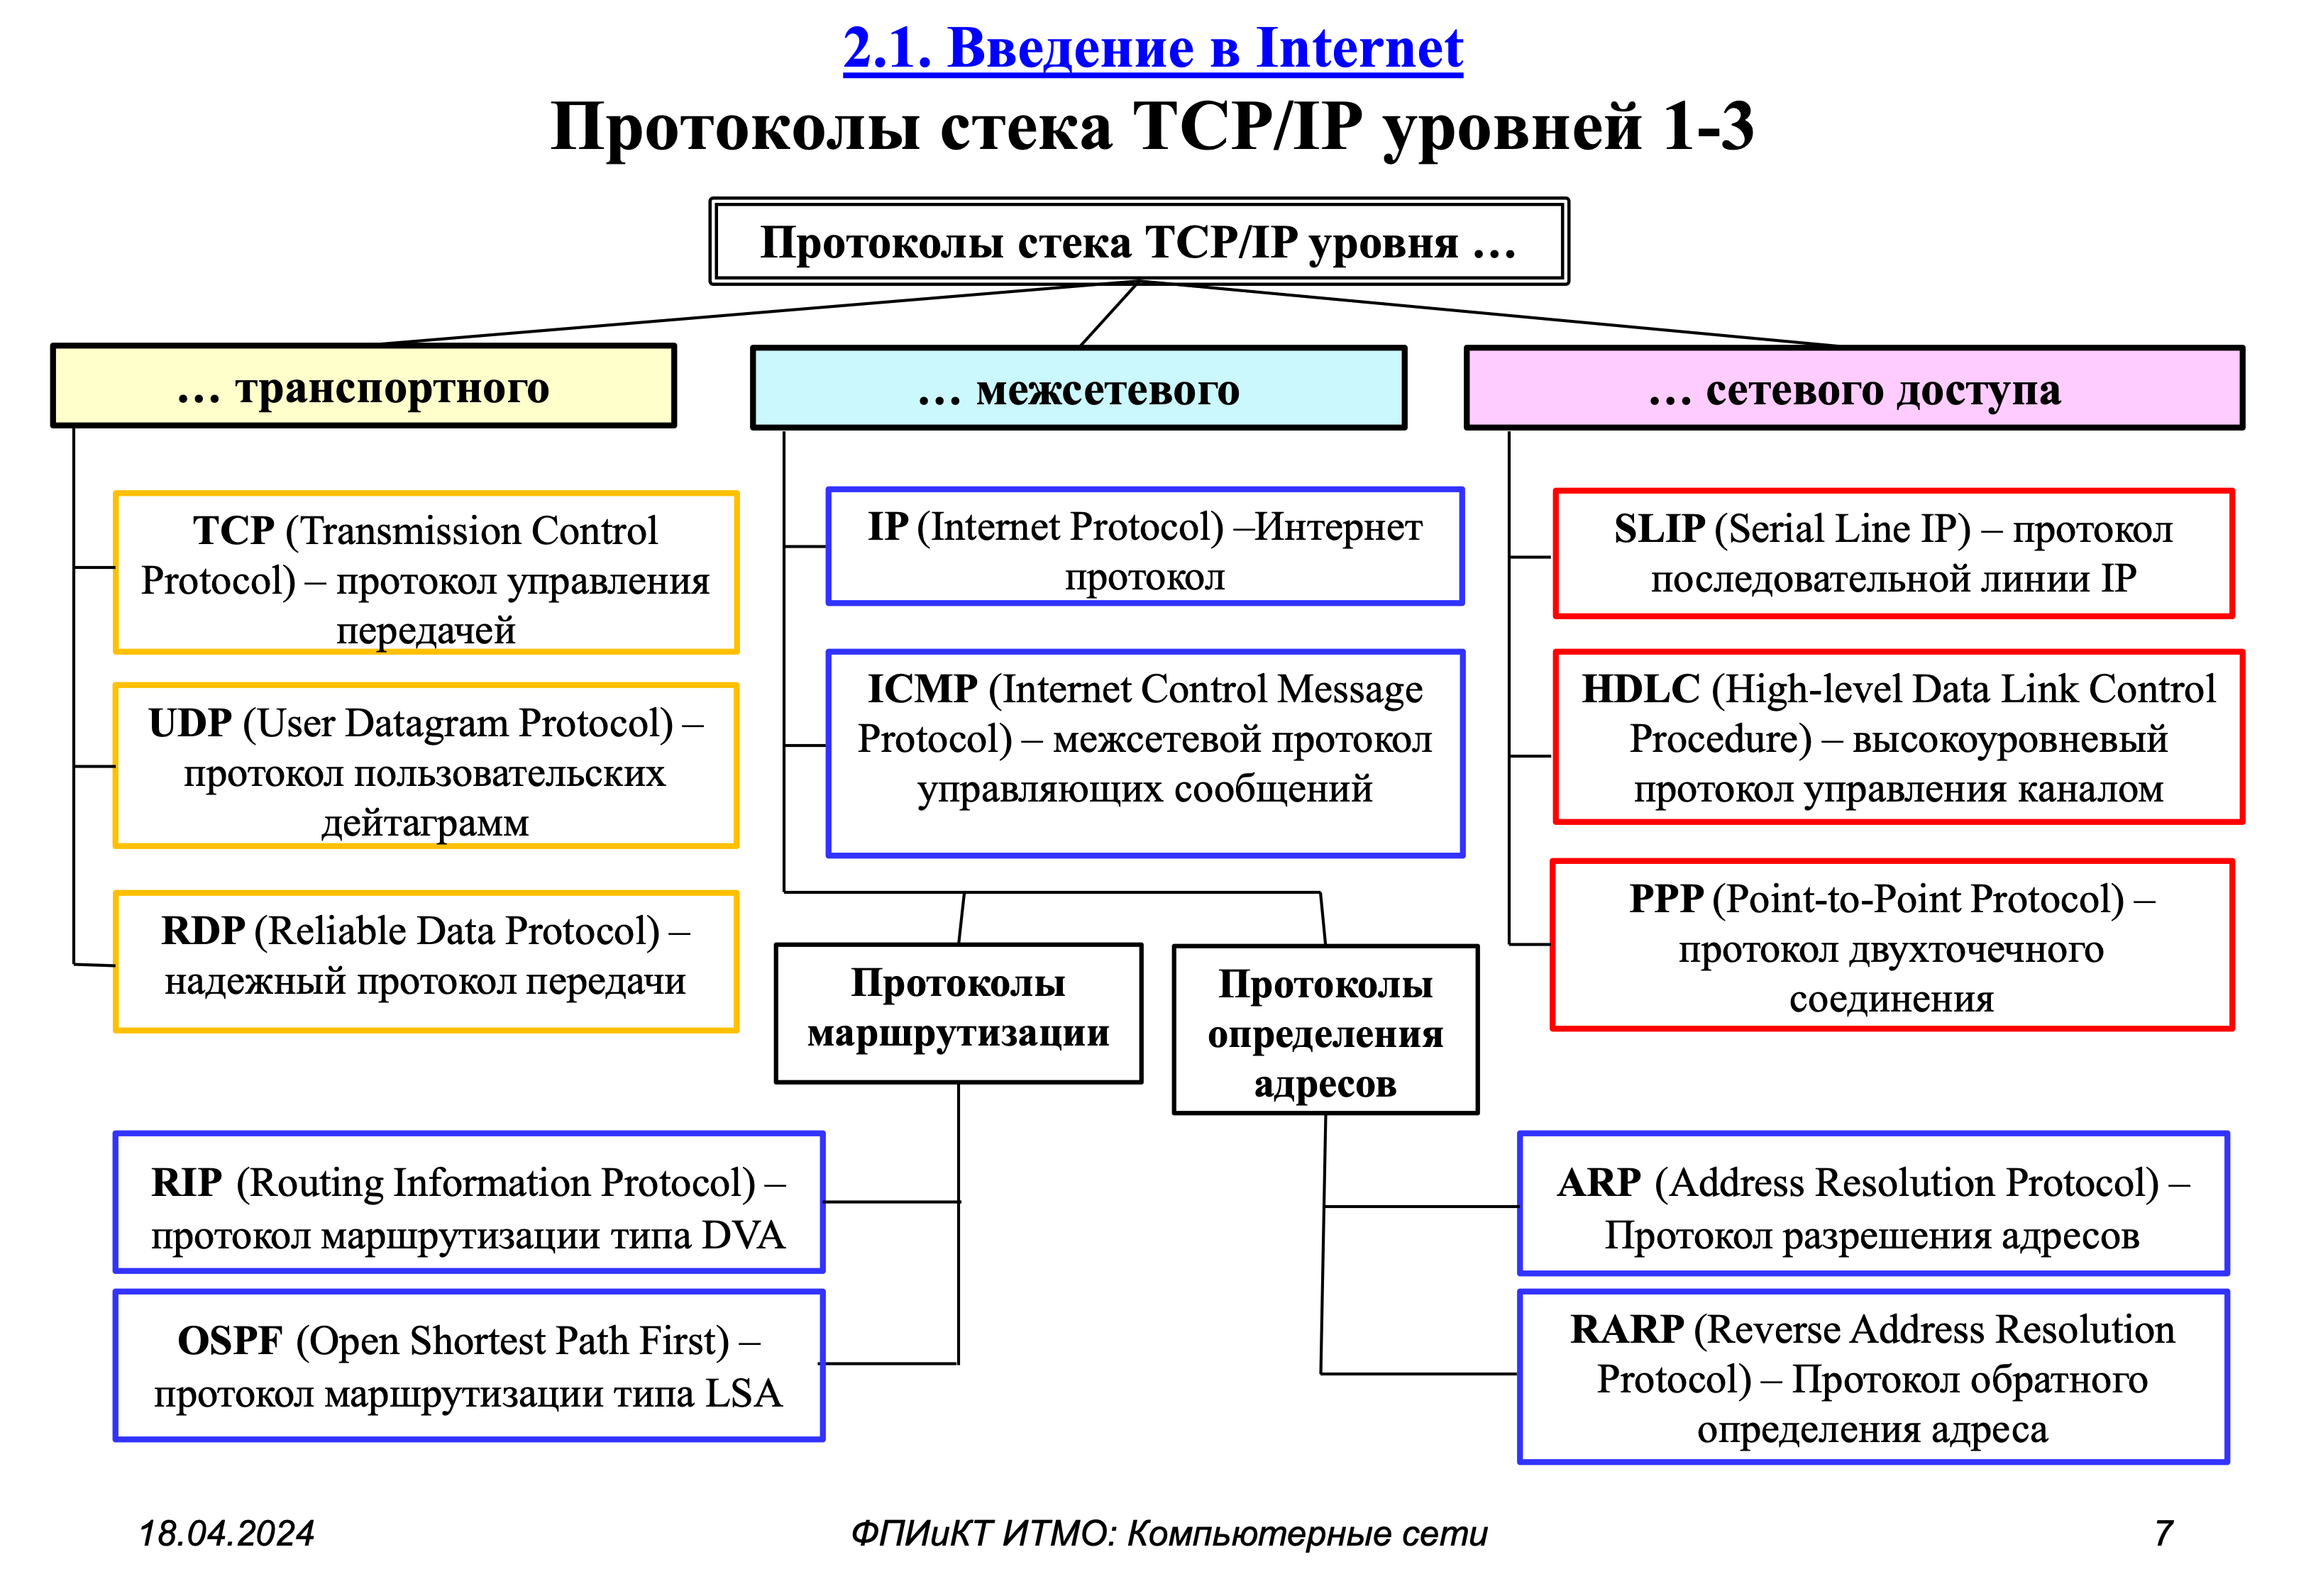 2.1. Введение в Internet
Протоколы стека TCP/IP уровней 1-3
Протоколы стека TCP/IP уровня ...
... транспортного
TCP (Transmission Control
Protocol) – протокол управления
передачей
UDP (User Datagram Protocol) –
протокол пользовательских
дейтаграмм
RDP (Reliable Data Protocol) –
надежный протокол передачи
... межсетевого
IP (Internet Protocol) –Интернет
протокол
ICMP (Internet Control Message
Protocol) – межсетевой протокол
управляющих сообщений
Протоколы
маршрутизации
RIP (Routing Information Protocol) –
протокол маршрутизации типа DVA
OSPF (Open Shortest Path First) –
протокол маршрутизации типа LSA
Протоколы
определения
адресов
ARP (Address Resolution Protocol) –
Протокол разрешения адресов
RARP (Reverse Address Resolution
Protocol) – Протокол обратного
определения адреса
... сетевого доступа
SLIP (Serial Line IP) – протокол
последовательной линии IP
HDLC (High-level Data Link Control
Procedure) – высокоуровневый
протокол управления каналом
PPP (Point-to-Point Protocol) –
протокол двухточечного
соединения
18.04.2024
ФПИиКТ ИТМО: Компьютерные сети
7